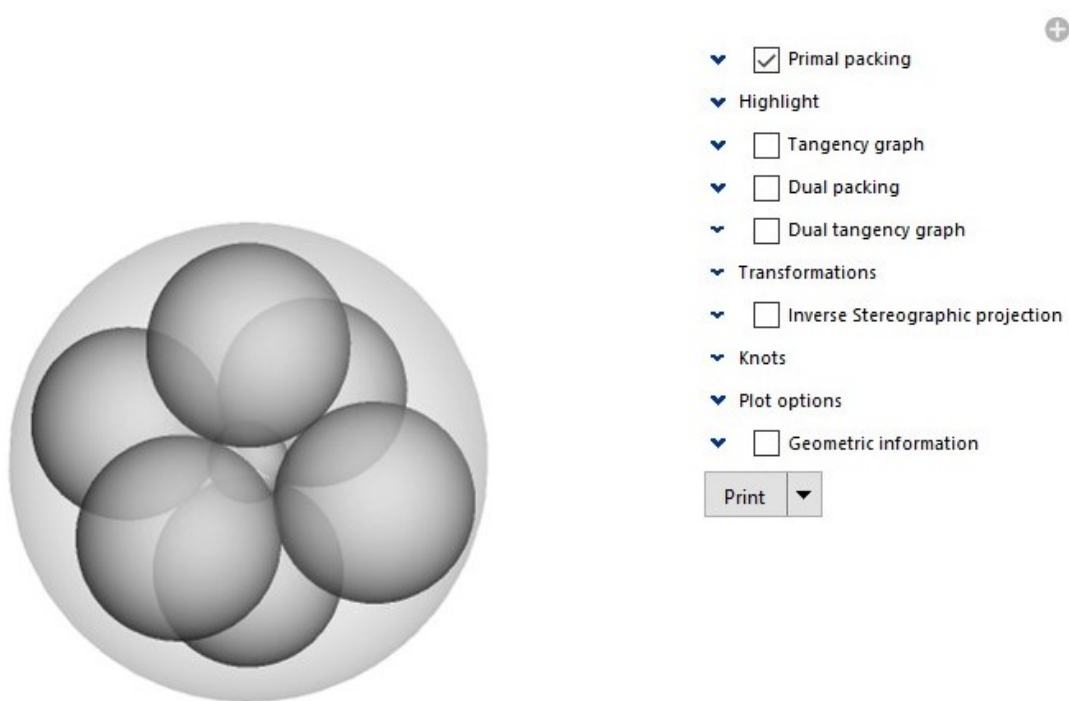 Primal packing
Highlight
Tangency graph
Dual packing
Dual tangency graph
Transformations
Inverse Stereographic projection
Knots
Plot options
Geometric information
Print